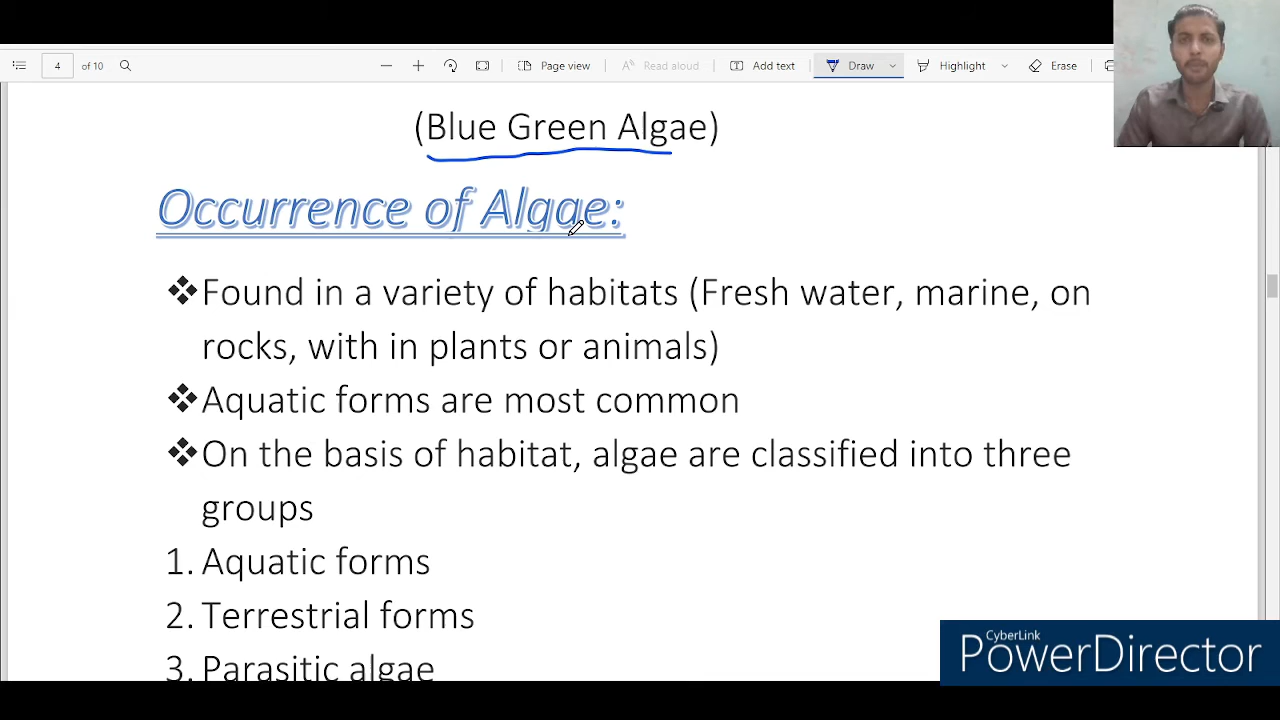 4 of 10 Page view Read aloud Add text Draw Highlight Erase
(Blue Green Algae)
Occurrence of Algae:
❖Found in a variety of habitats (Fresh water, marine, on
rocks, with in plants or animals)
❖Aquatic forms are most common
❖On the basis of habitat, algae are classified into three
groups
1. Aquatic forms
2. Terrestrial forms
3. Parasitic algae
CyberLink
PowerDirector